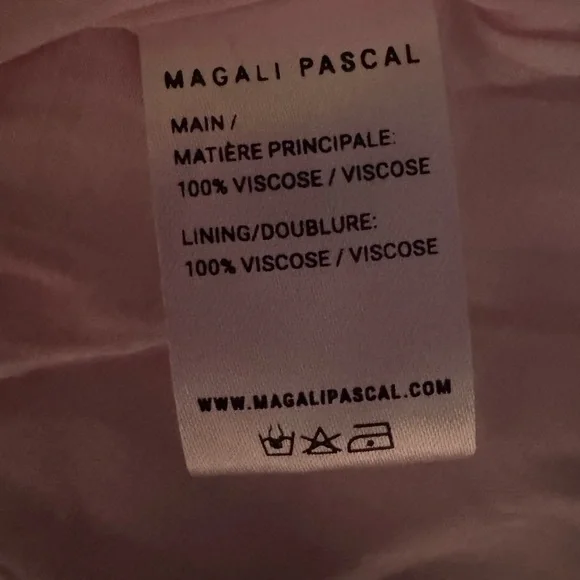 MAGALI PASCAL
MAIN /
MATIÈRE PRINCIPALE:
100% VISCOSE / VISCOSE
LINING/DOUBLURE:
100% VISCOSE / VISCOSE
WWW.MAGALIPASCAL.COM